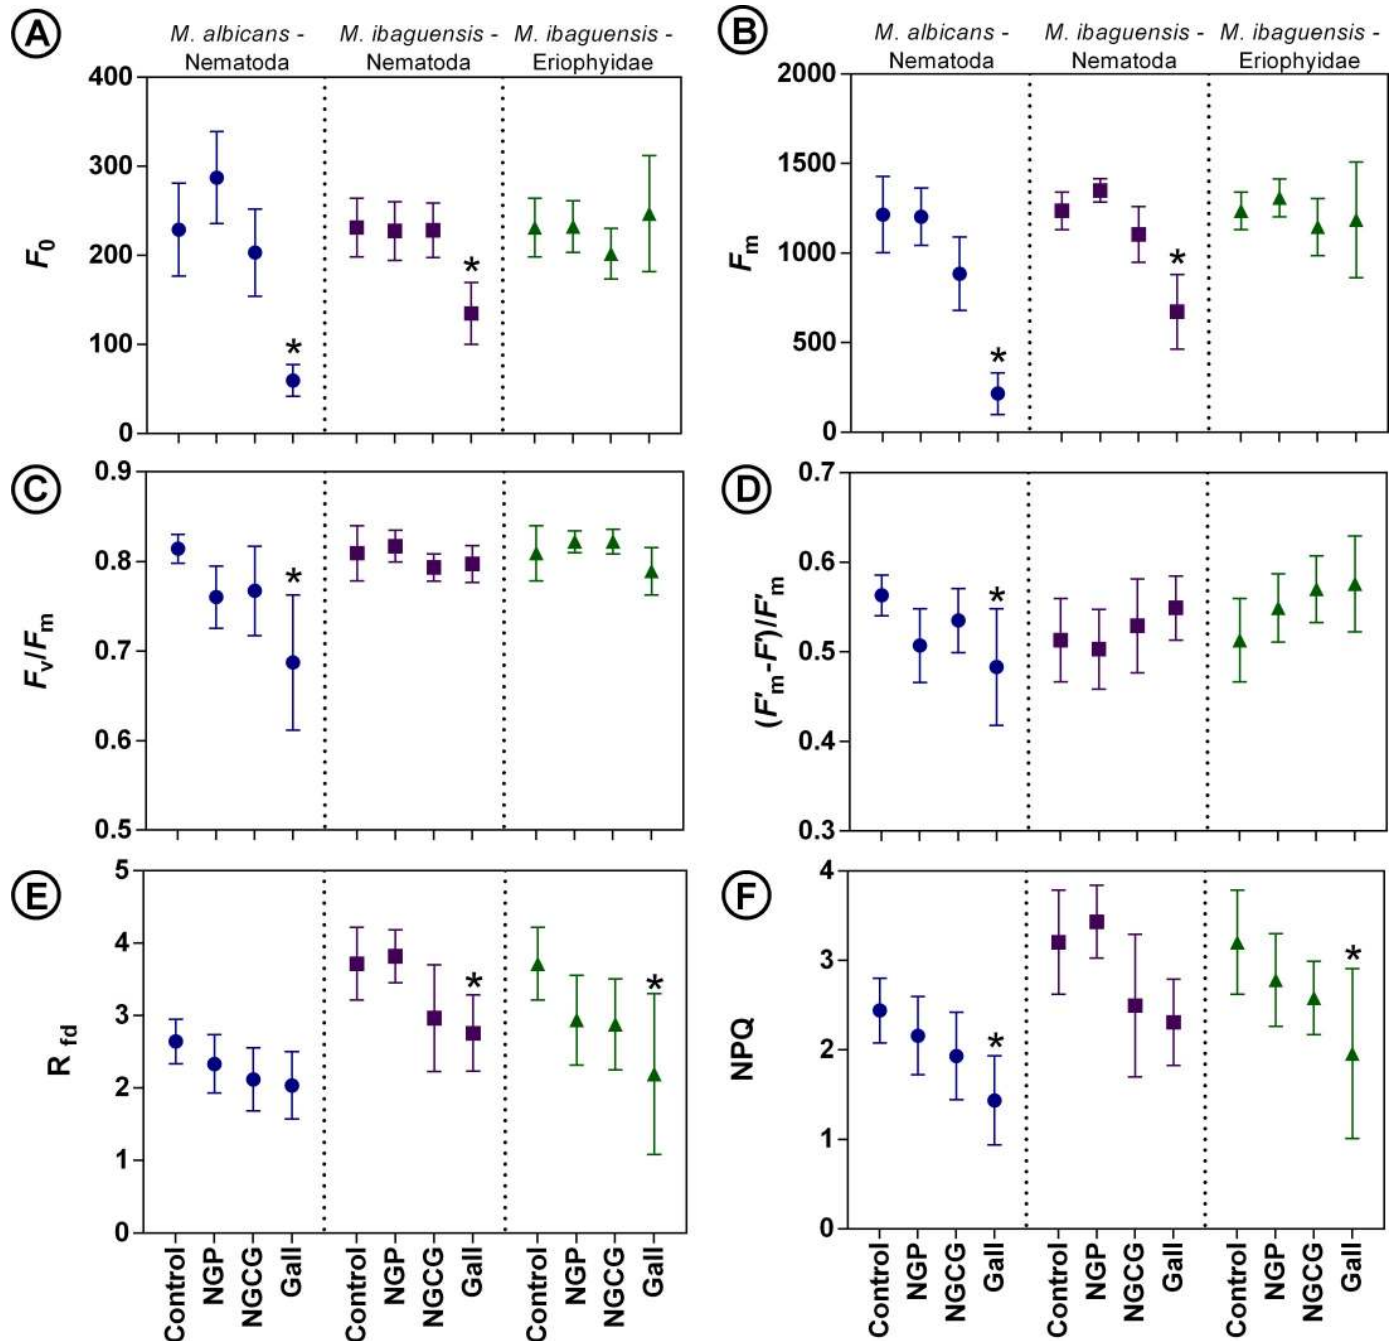 A
M. albicans - M. ibaguensis - M. ibaguensis -
Nematoda Nematoda Eriophyidae
400
300
200
100
0
F0
*
*
B
M. albicans - M. ibaguensis - M. ibaguensis -
Nematoda Nematoda Eriophyidae
2000
1500
1000
500
0
Fm
*
*
C
0.9
0.8
0.7
0.6
0.5
Fv/Fm
*
D
0.7
0.6
0.5
0.4
0.3
(F'm-F')/F'm
*
E
5
4
3
2
1
0
R fd
*
*
Control NGP NGCG Gall Control NGP NGCG Gall Control NGP NGCG Gall
F
4
3
2
1
0
NPQ
*
*
Control NGP NGCG Gall Control NGP NGCG Gall Control NGP NGCG Gall